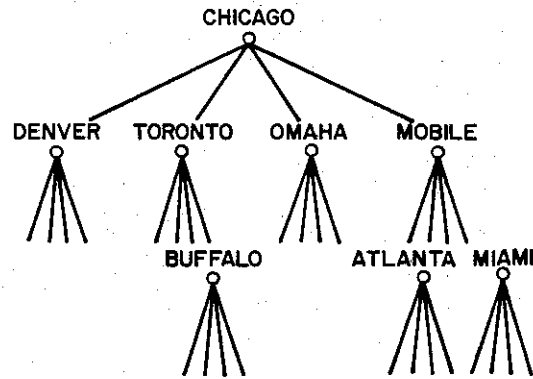 CHICAGO
DENVER TORONTO OMAHA MOBILE
BUFFALO ATLANTA MIAMI